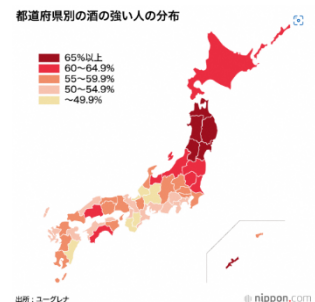 都道府県別の酒の強い人の分布
65%以上
60〜64.9%
55〜59.9%
50〜54.9%
〜49.9%
出所：ユーグレナ
nippon.com